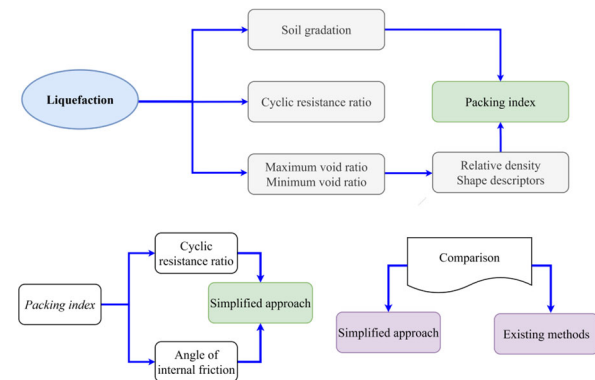 Soil gradation
Liquefaction
Cyclic resistance ratio
Packing index
Maximum void ratio
Minimum void ratio
Relative density
Shape descriptors
Cyclic
resistance ratio
Packing index
Simplified approach
Angle of
internal friction
Comparison
Simplified approach
Existing methods